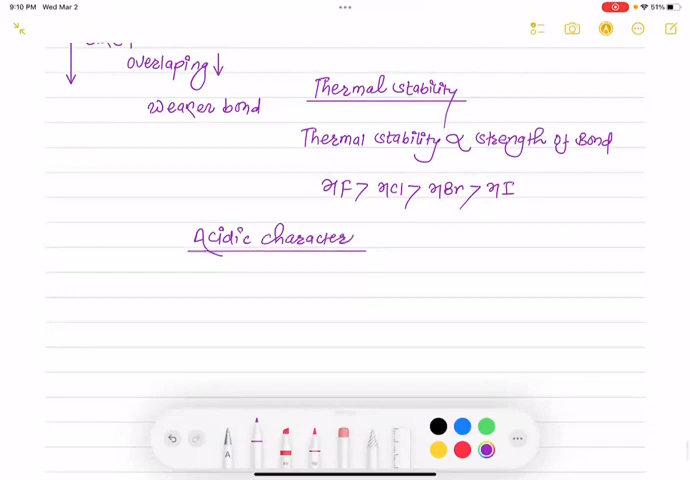 9:10 PM Wed Mar 2
51%
overlaping ↓
weaker bond
Thermal stability
Thermal stability ∝ strength of Bond
HF > HCl > HBr > HI
Acidic character
A